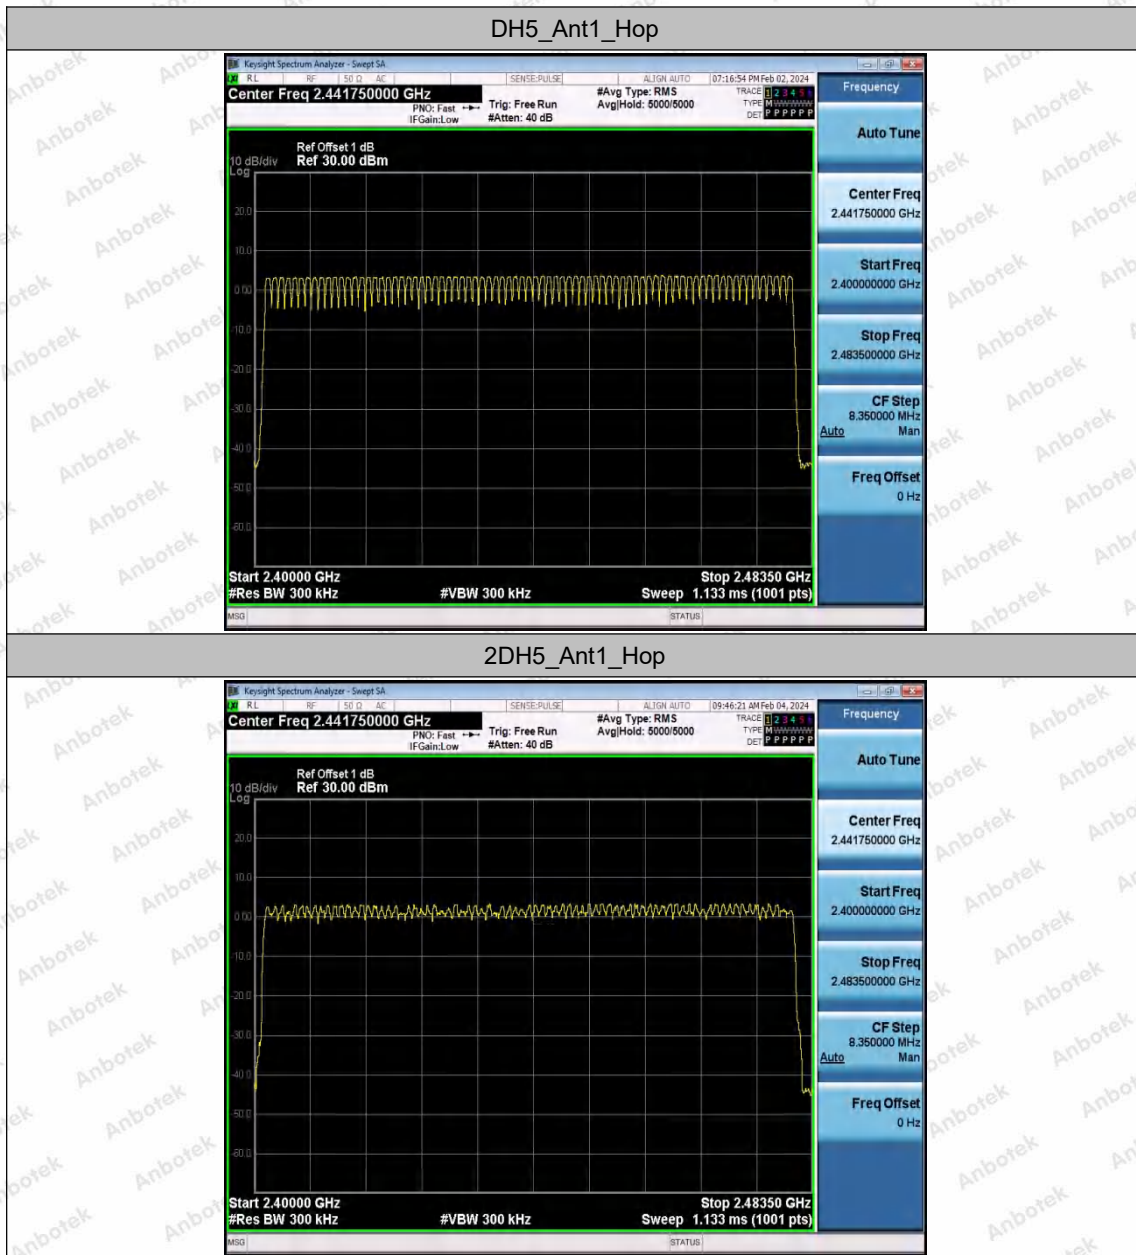 DH5_Ant1_Hop
Keysight Spectrum Analyzer - Swept SA
RL RF 50 Ω AC SENSE:PULSE ALIGN AUTO 07:16:54 PM Feb 02, 2024
Center Freq 2.441750000 GHz
PNO: Fast
IFGain:Low
Trig: Free Run
#Atten: 40 dB
#Avg Type: RMS
Avg|Hold: 5000/5000
TRACE 1 2 3 4 5 6
TYPE M
DET P P P P P P
Ref Offset 1 dB
10 dB/div Ref 30.00 dBm
Log
20.0
10.0
0.00
-10.0
-20.0
-30.0
-40.0
-50.0
-60.0
Start 2.40000 GHz Stop 2.48350 GHz
#Res BW 300 kHz #VBW 300 kHz Sweep 1.133 ms (1001 pts)
MSG STATUS
Frequency
Auto Tune
Center Freq
2.441750000 GHz
Start Freq
2.400000000 GHz
Stop Freq
2.483500000 GHz
CF Step
8.350000 MHz
Auto Man
Freq Offset
0 Hz
2DH5_Ant1_Hop
Keysight Spectrum Analyzer - Swept SA
RL RF 50 Ω AC SENSE:PULSE ALIGN AUTO 09:46:21 AM Feb 04, 2024
Center Freq 2.441750000 GHz
PNO: Fast
IFGain:Low
Trig: Free Run
#Atten: 40 dB
#Avg Type: RMS
Avg|Hold: 5000/5000
TRACE 1 2 3 4 5 6
TYPE M
DET P P P P P P
Ref Offset 1 dB
10 dB/div Ref 30.00 dBm
Log
20.0
10.0
0.00
-10.0
-20.0
-30.0
-40.0
-50.0
-60.0
Start 2.40000 GHz Stop 2.48350 GHz
#Res BW 300 kHz #VBW 300 kHz Sweep 1.133 ms (1001 pts)
MSG STATUS
Frequency
Auto Tune
Center Freq
2.441750000 GHz
Start Freq
2.400000000 GHz
Stop Freq
2.483500000 GHz
CF Step
8.350000 MHz
Auto Man
Freq Offset
0 Hz
Anbotek